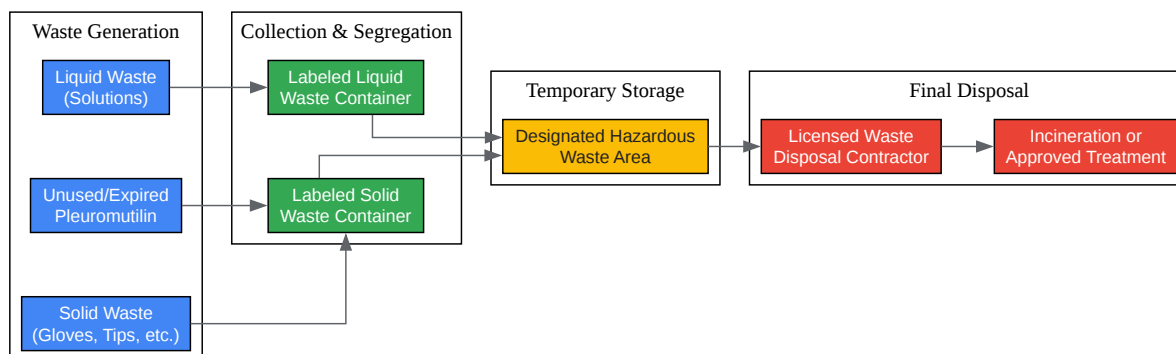 Waste Generation
Liquid Waste
(Solutions)
Unused/Expired
Pleuromutilin
Solid Waste
(Gloves, Tips, etc.)
Collection & Segregation
Labeled Liquid
Waste Container
Labeled Solid
Waste Container
Temporary Storage
Designated Hazardous
Waste Area
Final Disposal
Licensed Waste
Disposal Contractor
Incineration or
Approved Treatment